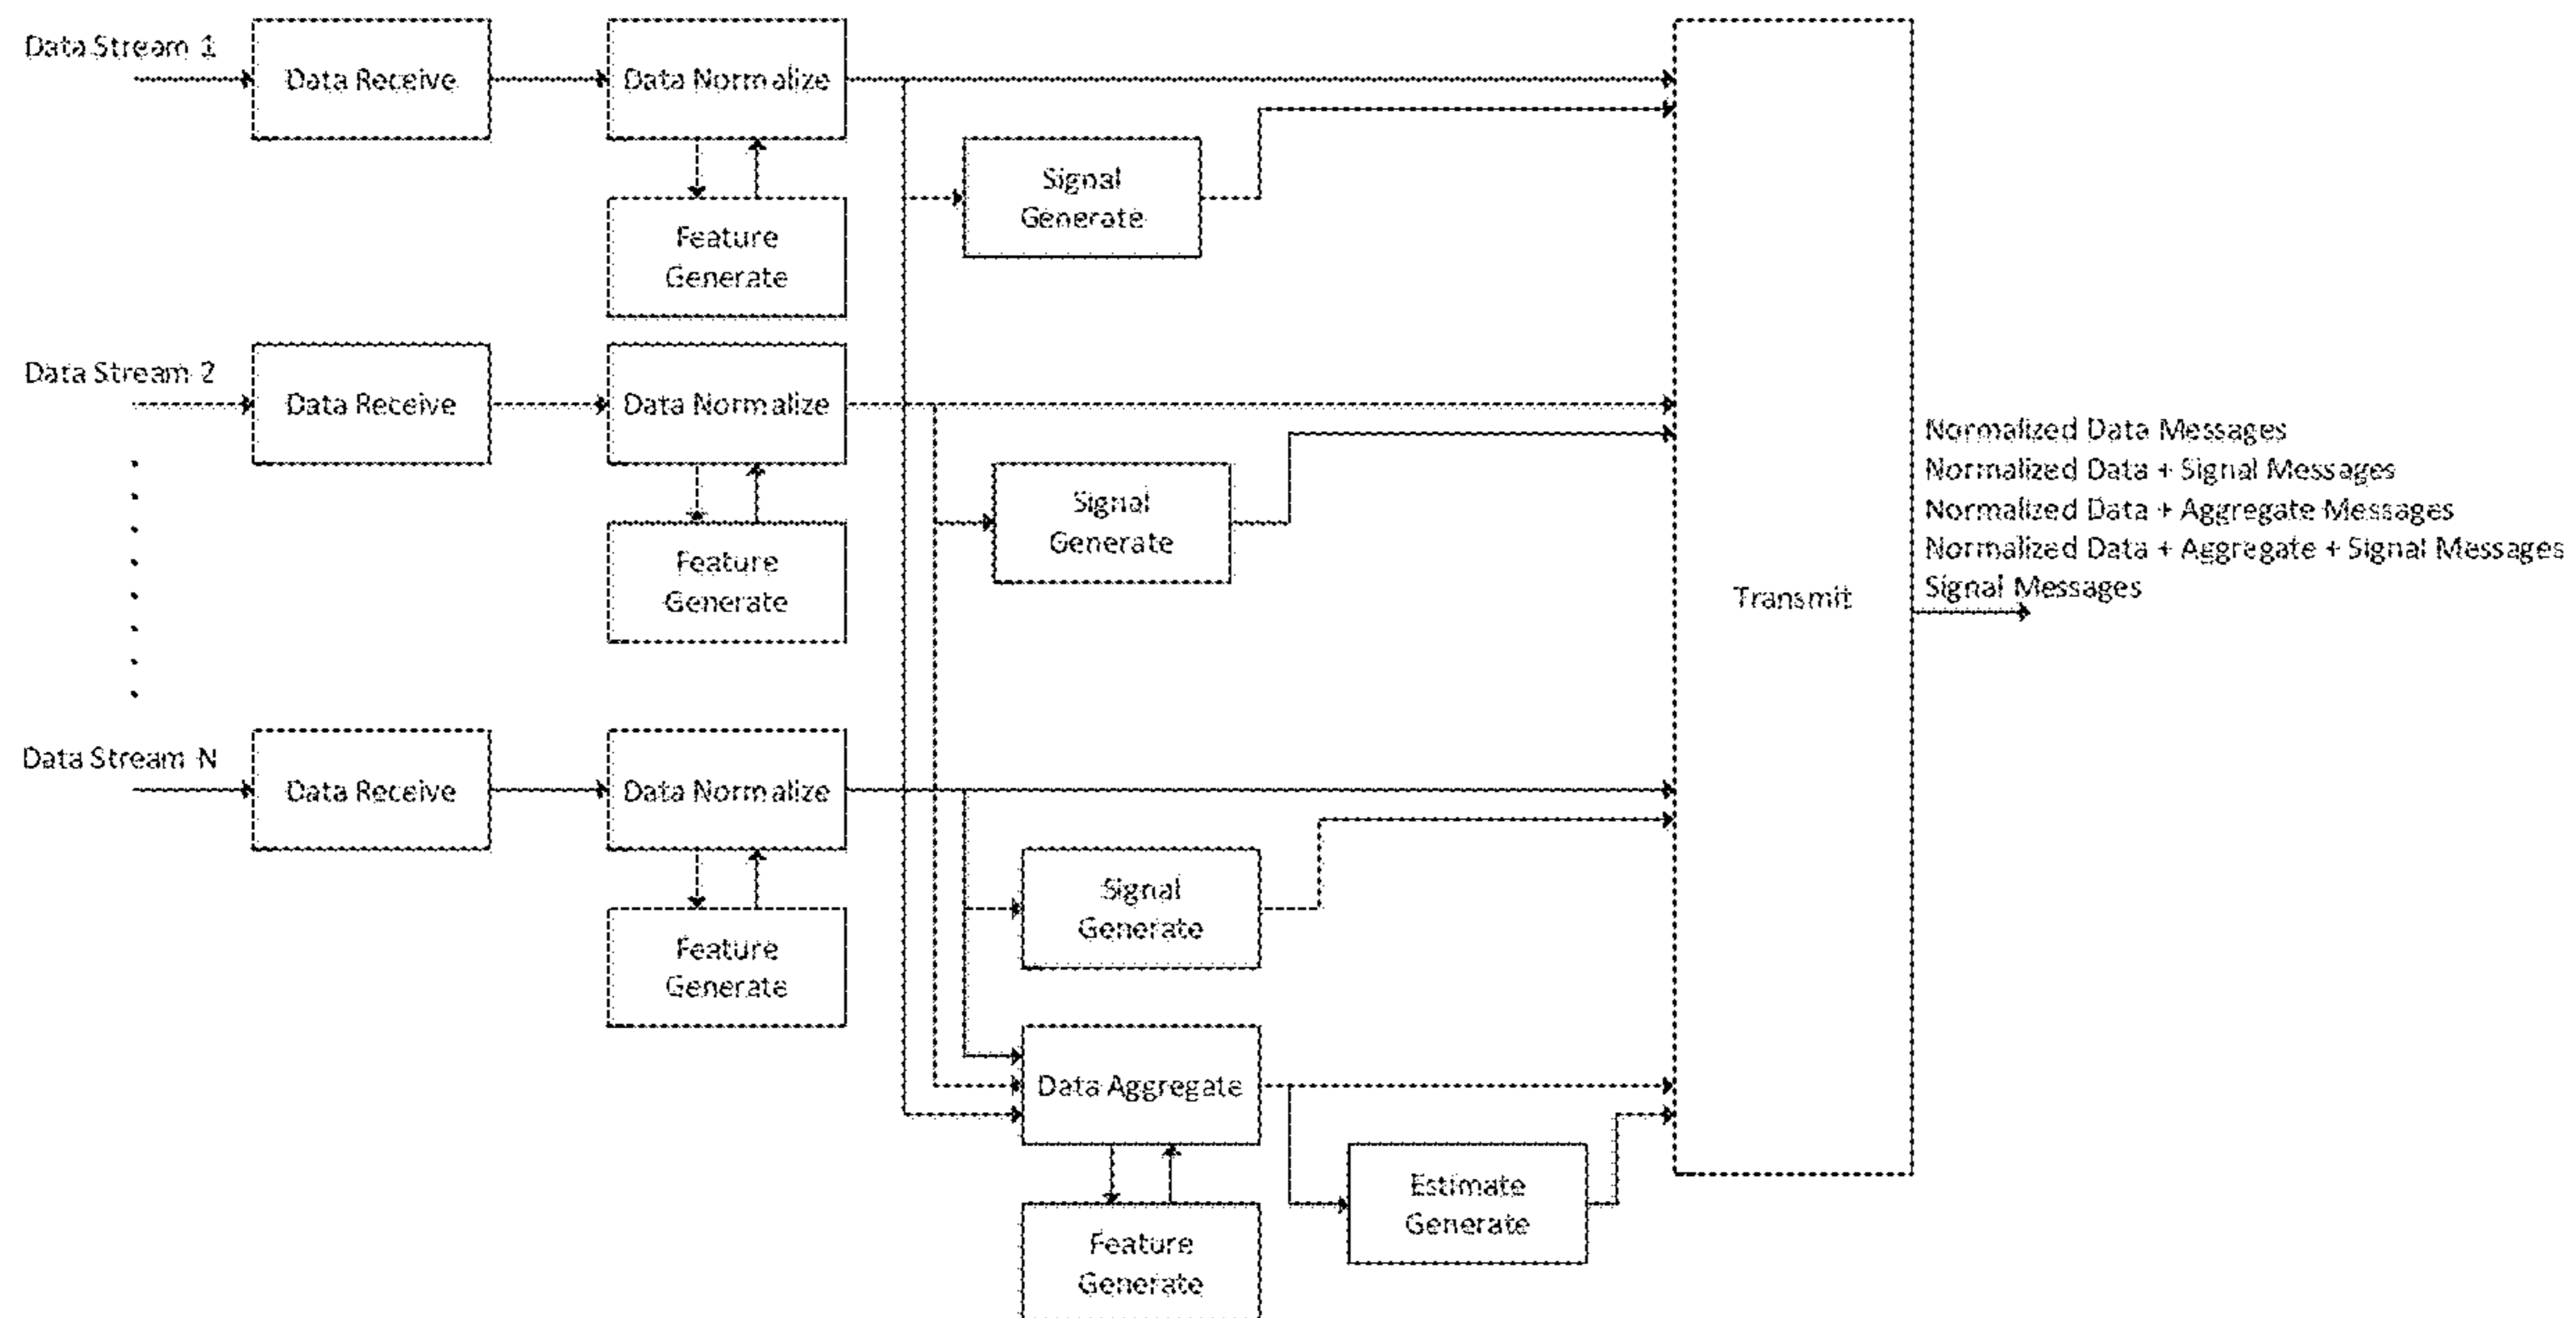 Data Stream 1
Data Receive
Data Normalize
Signal
Generate
Feature
Generate
Data Stream 2
Data Receive
Data Normalize
Signal
Generate
Feature
Generate
Normalized Data Messages
Normalized Data + Signal Messages
Normalized Data + Aggregate Messages
Normalized Data + Aggregate + Signal Messages
Signal Messages
Transmit
Data Stream N
Data Receive
Data Normalize
Signal
Generate
Feature
Generate
Data Aggregate
Estimate
Generate
Feature
Generate